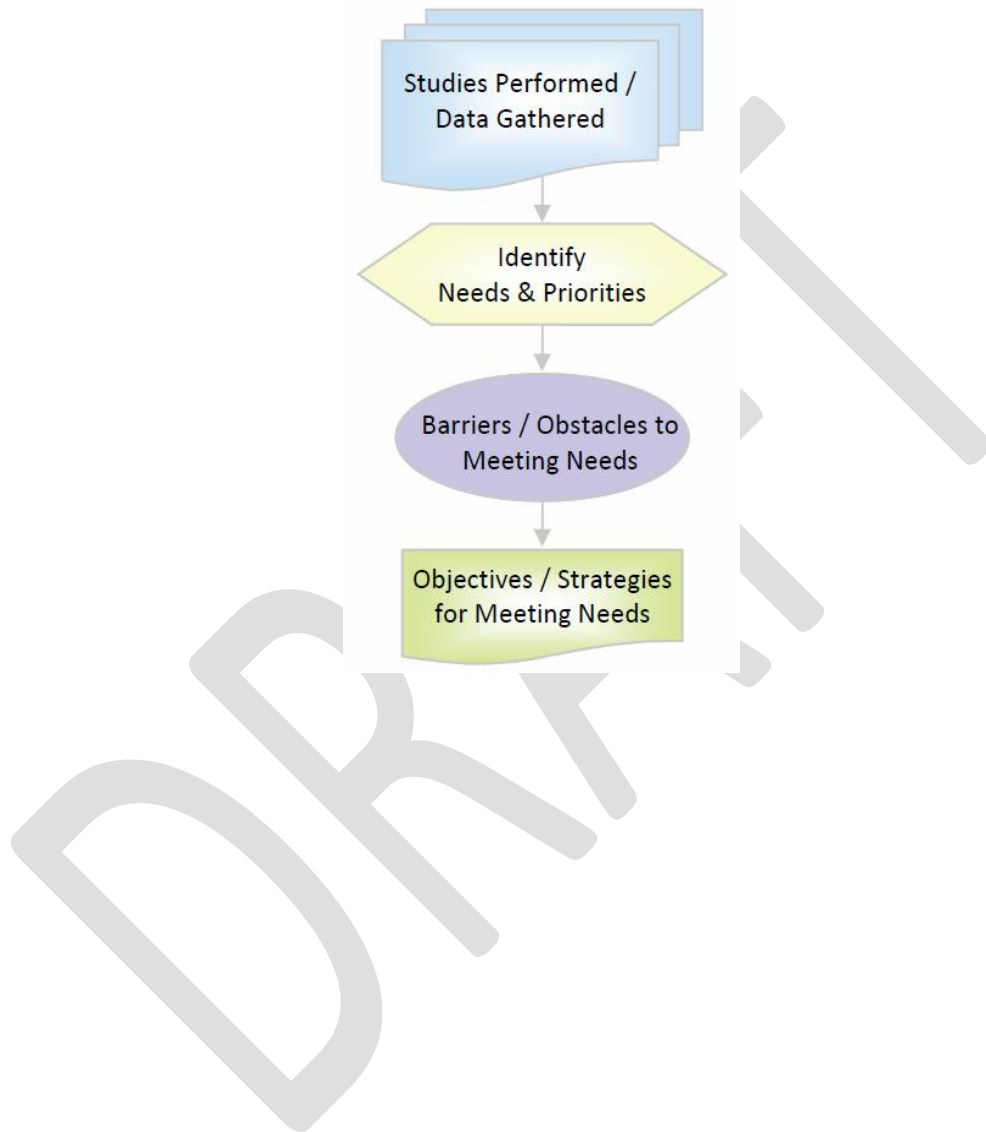 Studies Performed /
Data Gathered
Identify
Needs & Priorities
Barriers / Obstacles to
Meeting Needs
Objectives / Strategies
for Meeting Needs
DRAFT